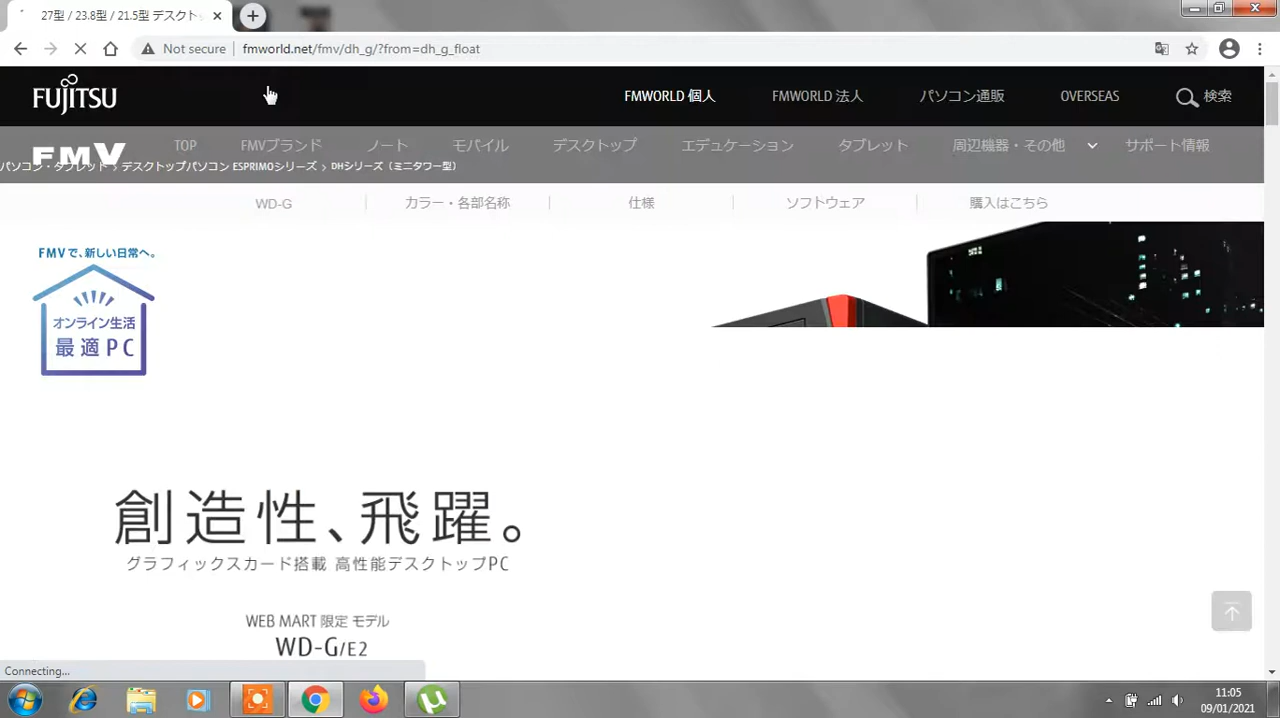 27型 / 23.8型 / 21.5型 デスクト
Not secure
fmworld.net/fmv/dh_g/?from=dh_g_float
FUJITSU
FMWORLD 個人
FMWORLD 法人
パソコン通販
OVERSEAS
検索
FMV
TOP
FMVブランド
ノート
モバイル
デスクトップ
エデュケーション
タブレット
周辺機器・その他
サポート情報
パソコン・タブレット > デスクトップパソコン ESPRIMOシリーズ > DHシリーズ（ミニタワー型）
WD-G
カラー・各部名称
仕様
ソフトウェア
購入はこちら
FMVで、新しい日常へ。
オンライン生活
最適PC
創造性、飛躍。
グラフィックスカード搭載 高性能デスクトップPC
WEB MART 限定 モデル
WD-G/E2
Connecting...
11:05
09/01/2021